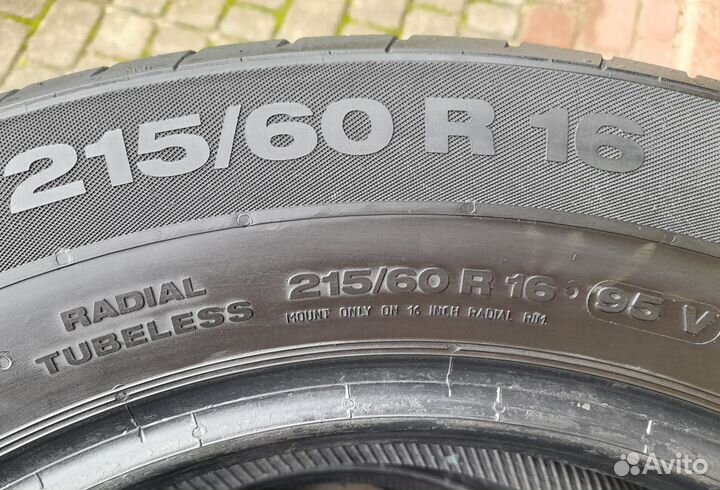 215/60 R 16
RADIAL
TUBELESS
215/60 R 16
95 V
MOUNT ONLY ON 16 INCH RADIAL RIM
Avito